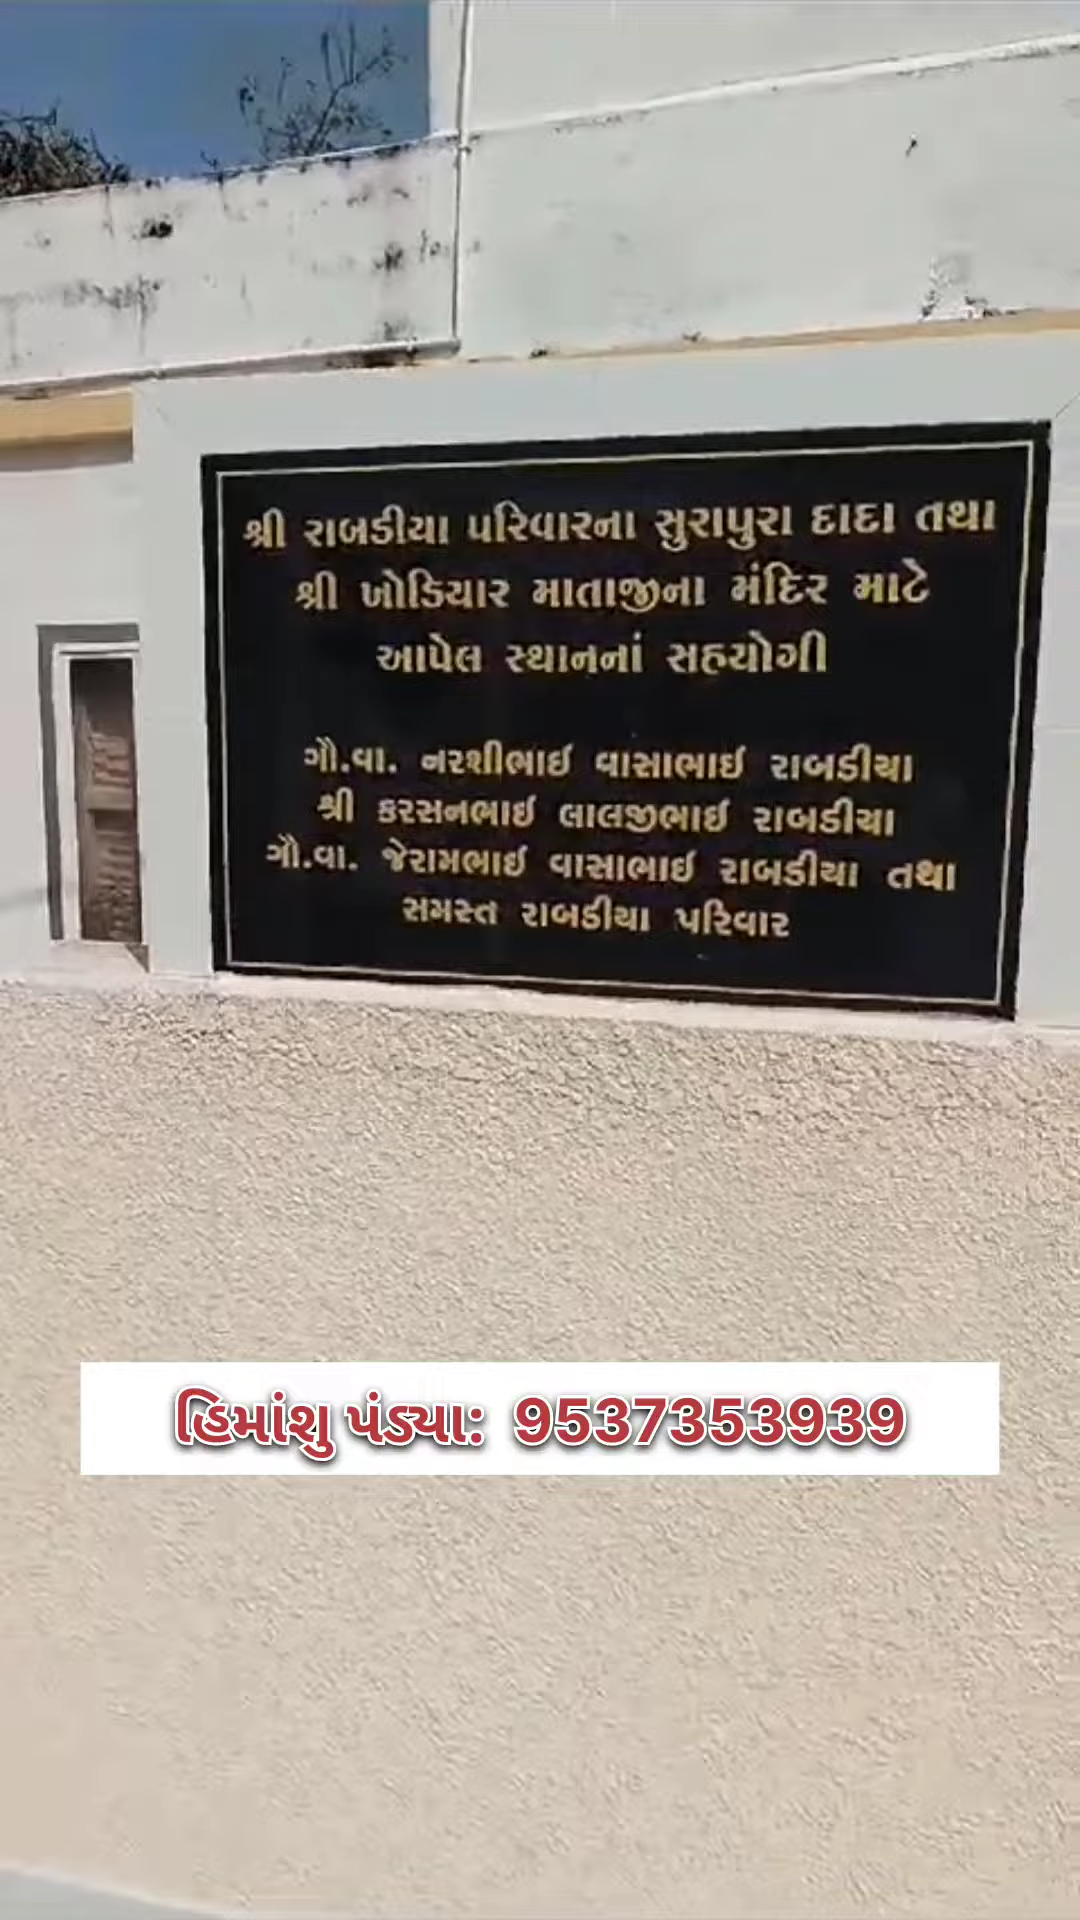 શ્રી રાબડીયા પરિવારના સુરાપુરા દાદા તથા
શ્રી ખોડિયાર માતાજીના મંદિર માટે
આપેલ સ્થાનનાં સહયોગી
ગૌ.વા. નરશીભાઈ વાસાભાઈ રાબડીયા
શ્રી કરસનભાઈ લાલજીભાઈ રાબડીયા
ગૌ.વા. જેરામભાઈ વાસાભાઈ રાબડીયા તથા
સમસ્ત રાબડીયા પરિવાર
હિમાંશુ પંડ્યા: 9537353939